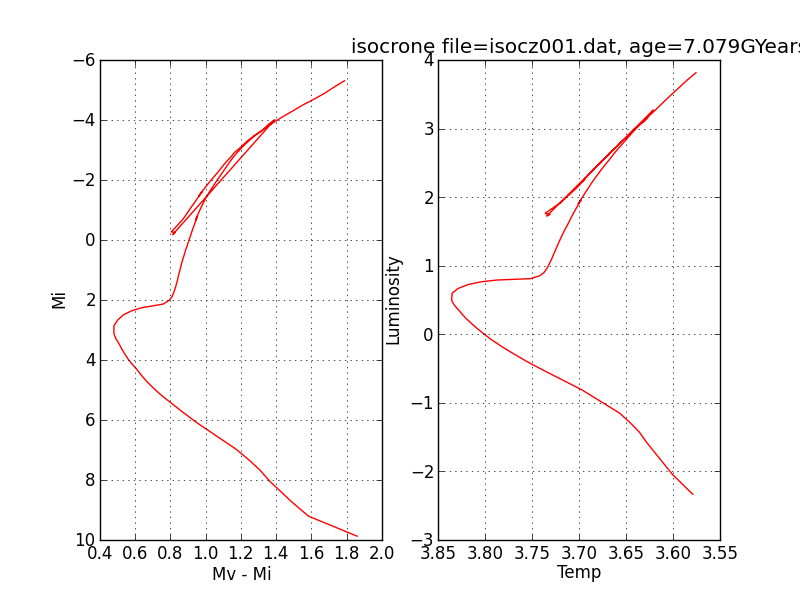 isocrone file=isocz001.dat, age=7.079GYears
−6
−4
−2
0
2
4
6
8
10
Mi
0.4 0.6 0.8 1.0 1.2 1.4 1.6 1.8 2.0
Mv - Mi
4
3
2
1
0
−1
−2
−3
Luminosity
3.85 3.80 3.75 3.70 3.65 3.60 3.55
Temp